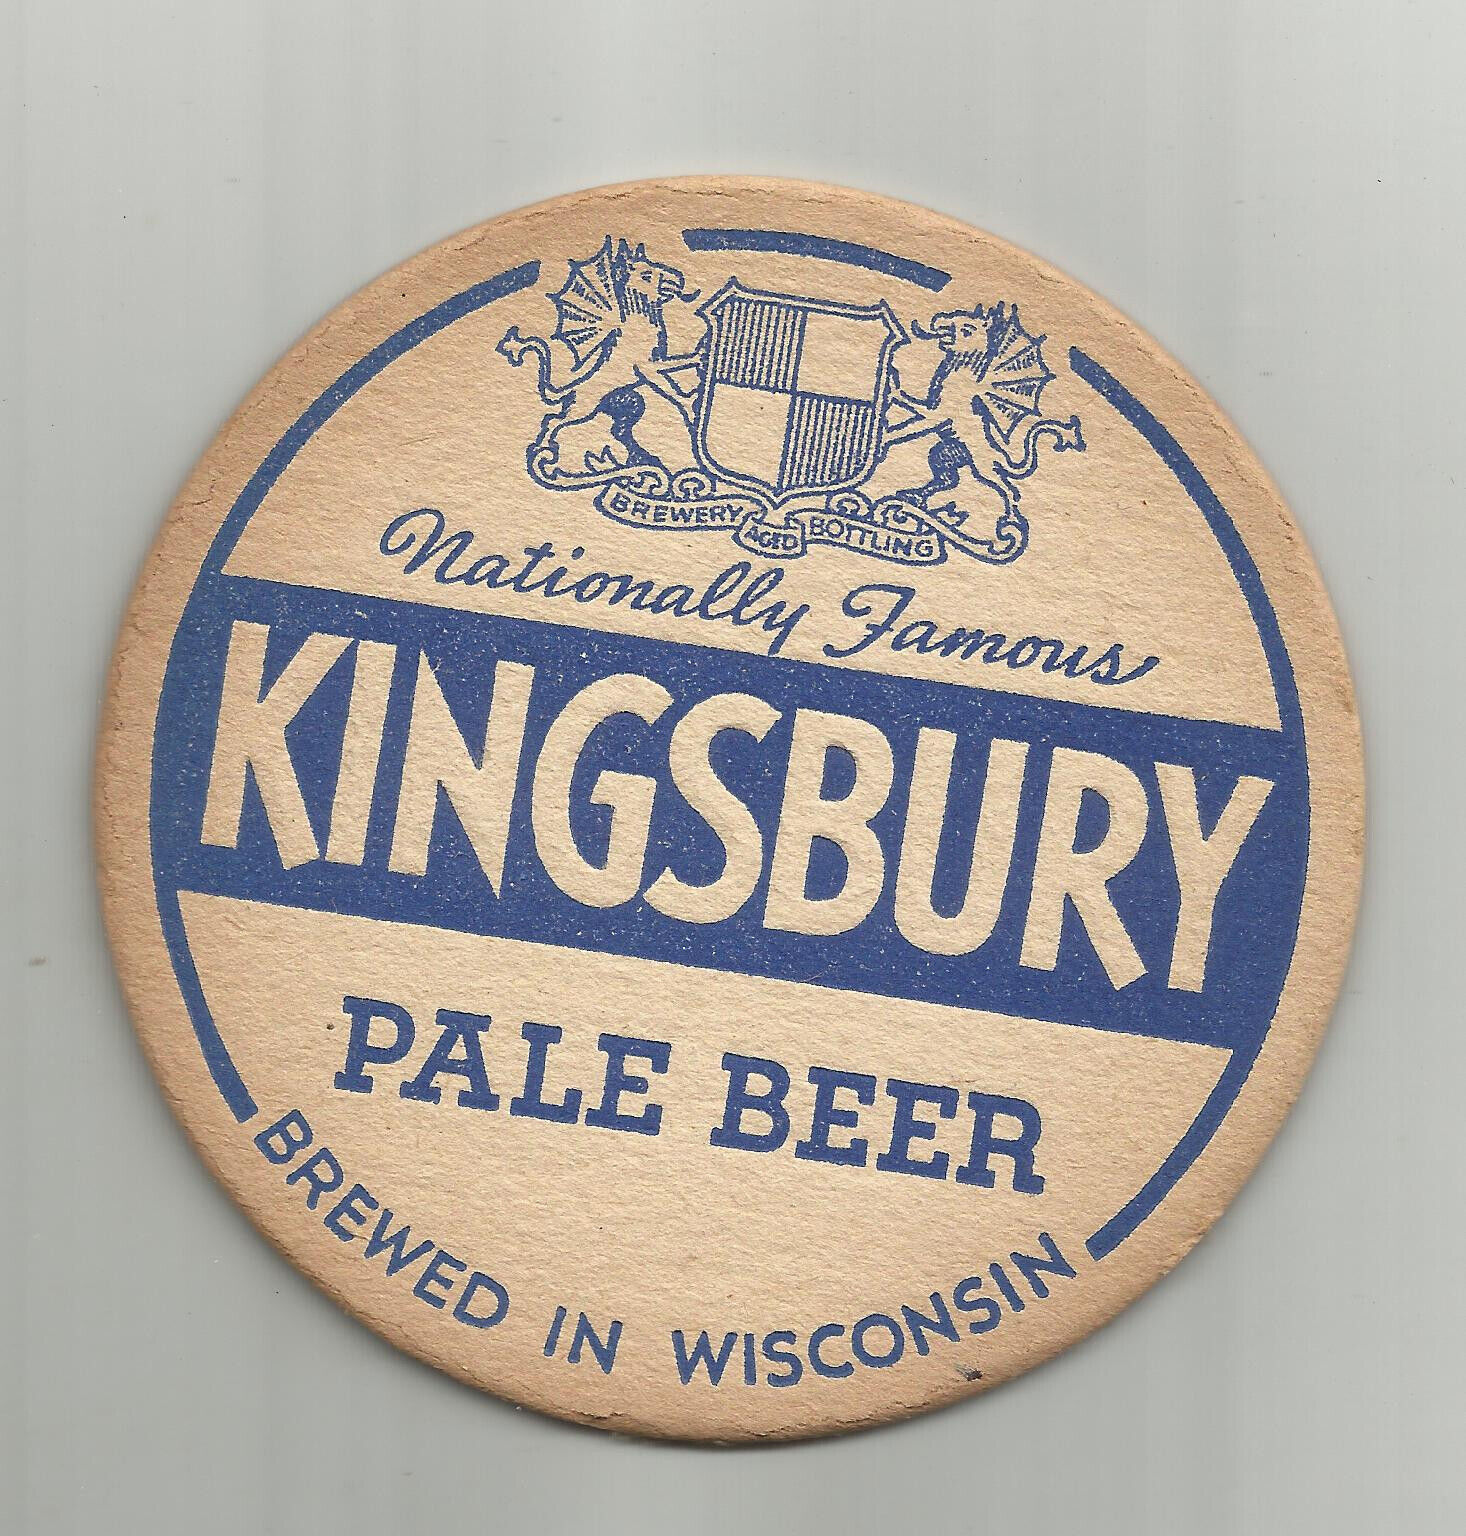 BREWERY AGED BOTTLING
Nationally Famous
KINGSBURY
PALE BEER
BREWED IN WISCONSIN